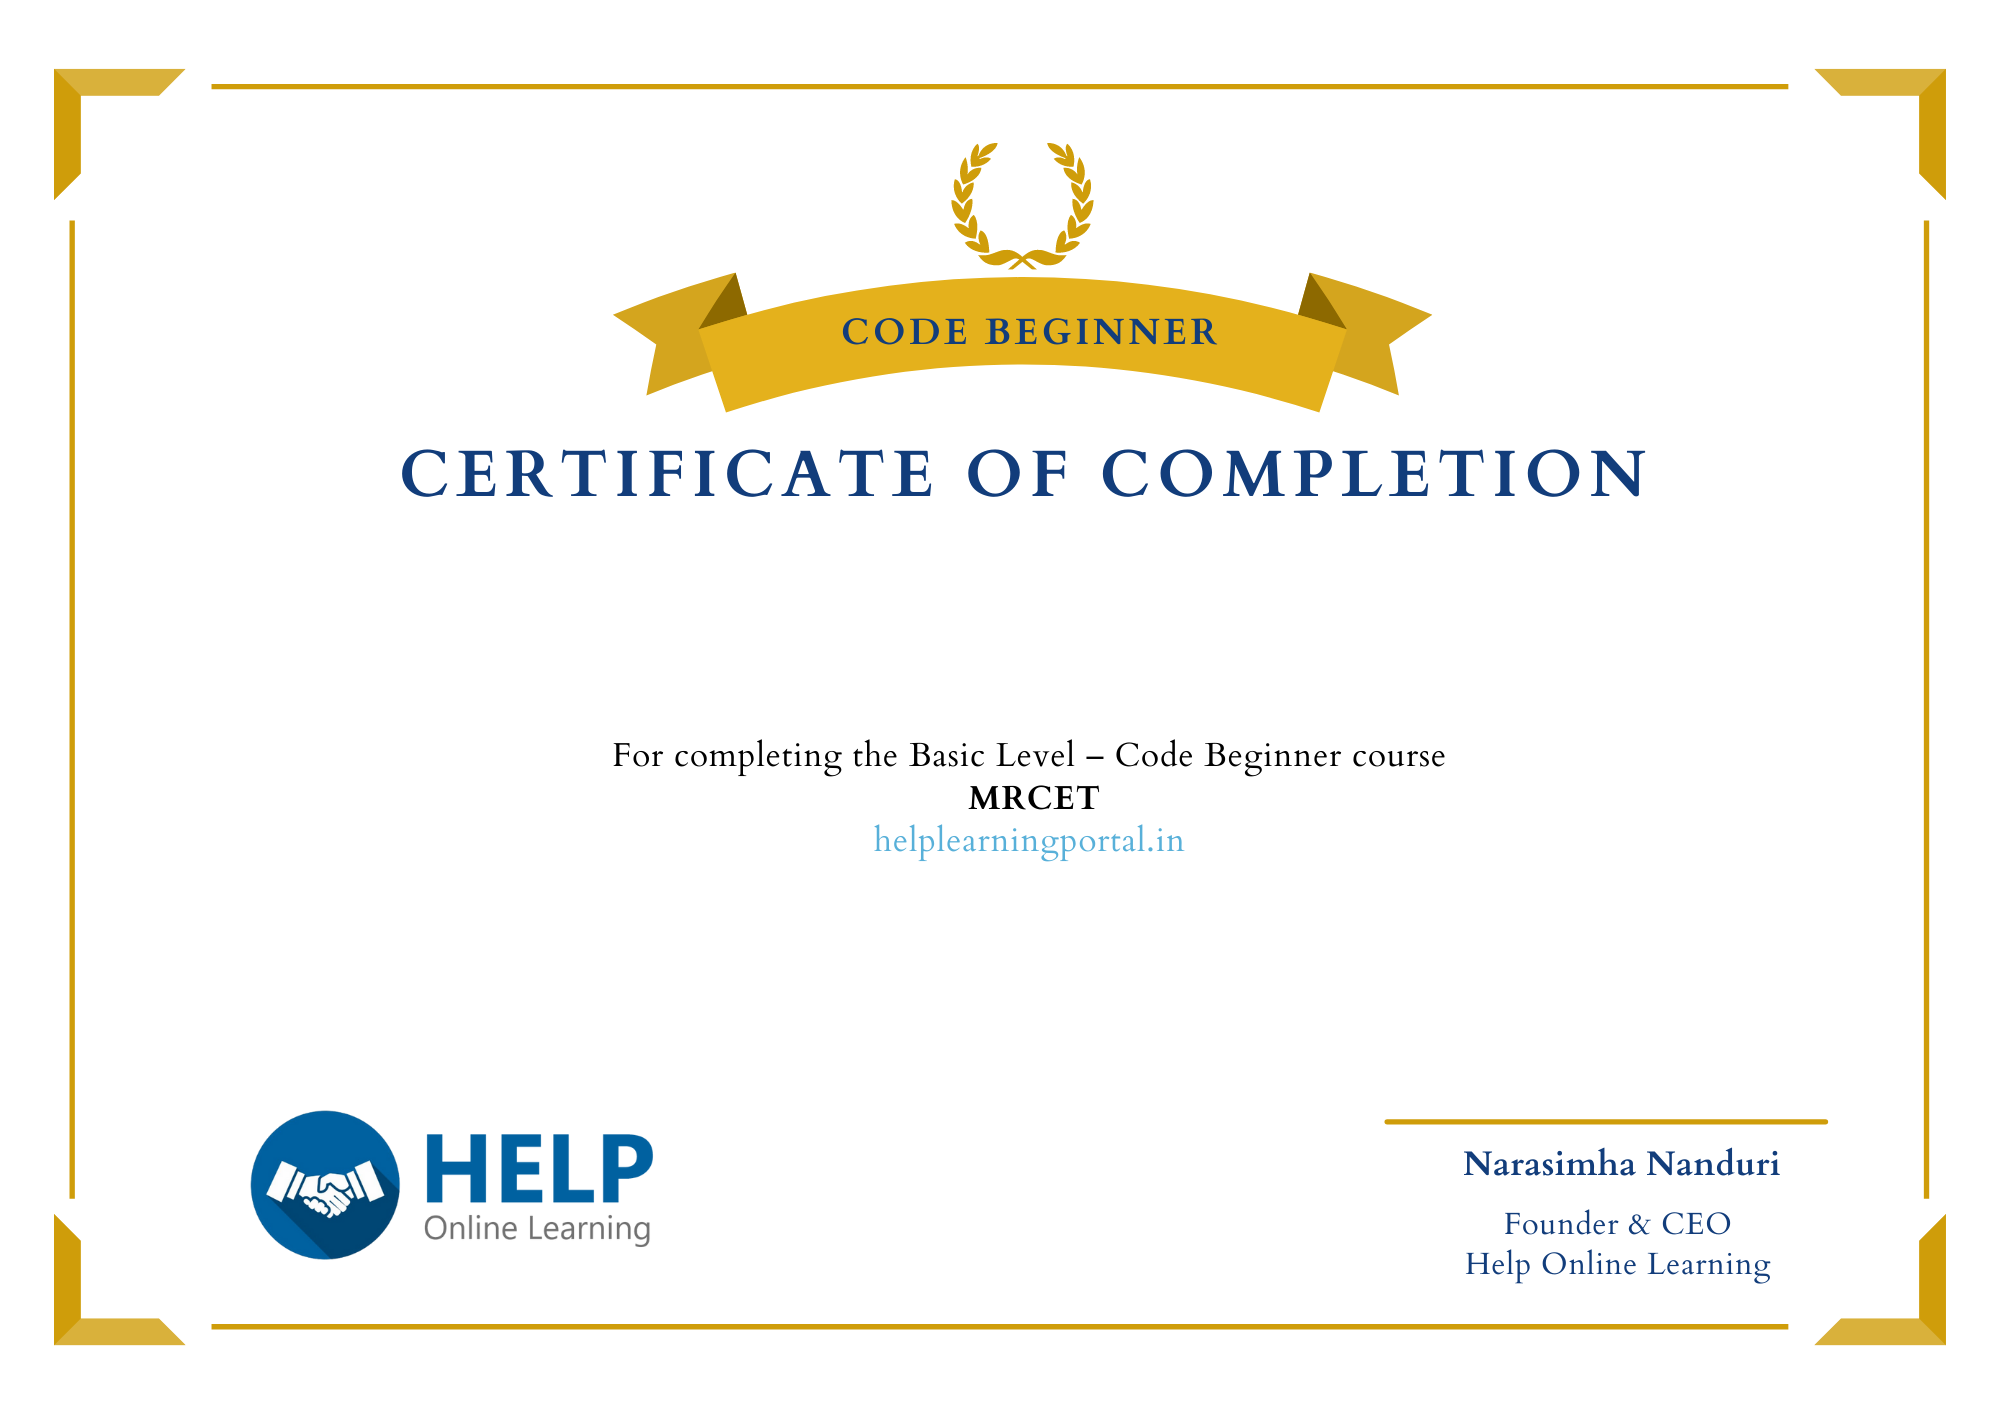 CODE BEGINNER
CERTIFICATE OF COMPLETION
For completing the Basic Level – Code Beginner course
MRCET
helplearningportal.in
HELP
Online Learning
Narasimha Nanduri
Founder & CEO
Help Online Learning